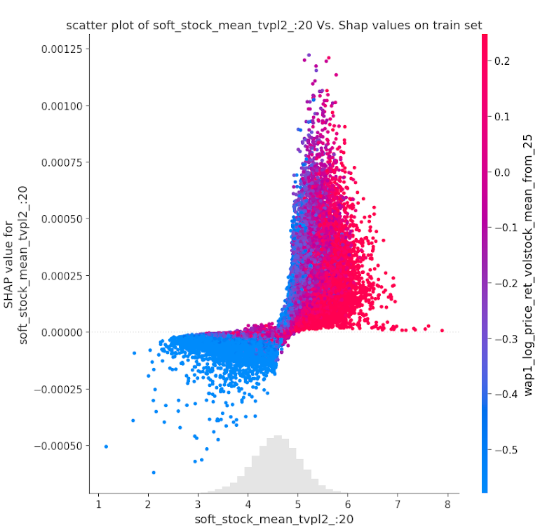 scatter plot of soft_stock_mean_tvpl2_:20 Vs. Shap values on train set
0.00125
0.00100
0.00075
0.00050
0.00025
0.00000
−0.00025
−0.00050
SHAP value for
soft_stock_mean_tvpl2_:20
1 2 3 4 5 6 7 8
soft_stock_mean_tvpl2_:20
0.2
0.1
0.0
−0.1
−0.2
−0.3
−0.4
−0.5
wap1_log_price_ret_volstock_mean_from_25